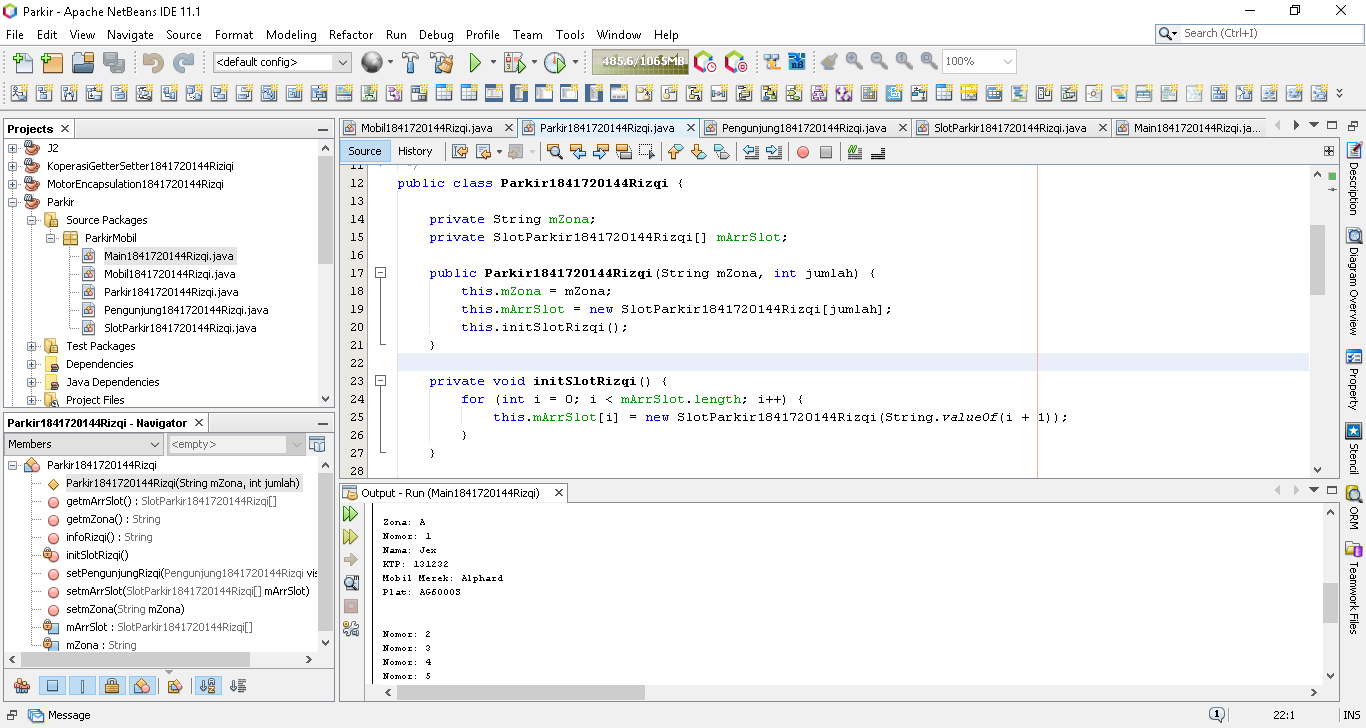 Parkir - Apache NetBeans IDE 11.1
File Edit View Navigate Source Format Modeling Refactor Run Debug Profile Team Tools Window Help
Search (Ctrl+I)
<default config>
485.6/1065MB
100%
Projects
J2
KoperasiGetterSetter1841720144Rizqi
MotorEncapsulation1841720144Rizqi
Parkir
Source Packages
ParkirMobil
Main1841720144Rizqi.java
Mobil1841720144Rizqi.java
Parkir1841720144Rizqi.java
Pengunjung1841720144Rizqi.java
SlotParkir1841720144Rizqi.java
Test Packages
Dependencies
Java Dependencies
Project Files
Parkir1841720144Rizqi - Navigator
Members
<empty>
Parkir1841720144Rizqi
Parkir1841720144Rizqi(String mZona, int jumlah)
getmArrSlot() : SlotParkir1841720144Rizqi[]
getmZona() : String
infoRizqi() : String
initSlotRizqi()
setPengunjungRizqi(Pengunjung1841720144Rizqi vis
setmArrSlot(SlotParkir1841720144Rizqi[] mArrSlot)
setmZona(String mZona)
mArrSlot : SlotParkir1841720144Rizqi[]
mZona : String
Mobil1841720144Rizqi.java Parkir1841720144Rizqi.java Pengunjung1841720144Rizqi.java SlotParkir1841720144Rizqi.java Main1841720144Rizqi.ja...
Source History
11 */
12 public class Parkir1841720144Rizqi {
13
14 private String mZona;
15 private SlotParkir1841720144Rizqi[] mArrSlot;
16
17 public Parkir1841720144Rizqi(String mZona, int jumlah) {
18 this.mZona = mZona;
19 this.mArrSlot = new SlotParkir1841720144Rizqi[jumlah];
20 this.initSlotRizqi();
21 }
22
23 private void initSlotRizqi() {
24 for (int i = 0; i < mArrSlot.length; i++) {
25 this.mArrSlot[i] = new SlotParkir1841720144Rizqi(String.valueOf(i + 1));
26 }
27 }
28
Output - Run (Main1841720144Rizqi)
Zona: A
Nomor: 1
Nama: Jex
KTP: 131232
Mobil Merek: Alphard
Plat: AG6000S
Nomor: 2
Nomor: 3
Nomor: 4
Nomor: 5
Description
Diagram Overview
Property
Stencil
ORM
Teamwork Files
Message
1
22:1
INS